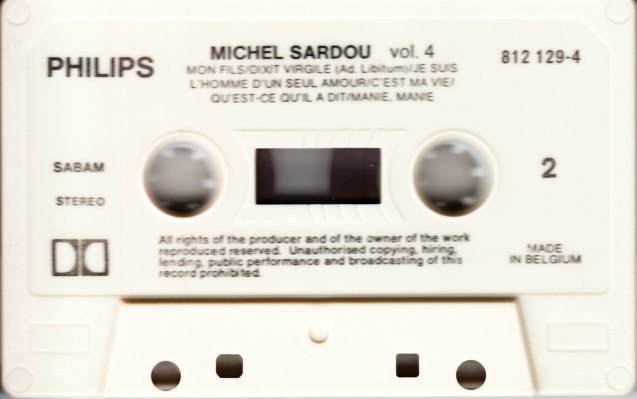 PHILIPS
MICHEL SARDOU vol. 4
812 129-4
MON FILS/DIXIT VIRGILE (Ad. Libitum)/JE SUIS
L'HOMME D'UN SEUL AMOUR/C'EST MA VIE/
QU'EST-CE QU'IL A DIT/MANIE, MANIE
SABAM
2
STEREO
All rights of the producer and of the owner of the work
reproduced reserved. Unauthorised copying, hiring,
lending, public performance and broadcasting of this
record prohibited.
MADE
IN BELGIUM